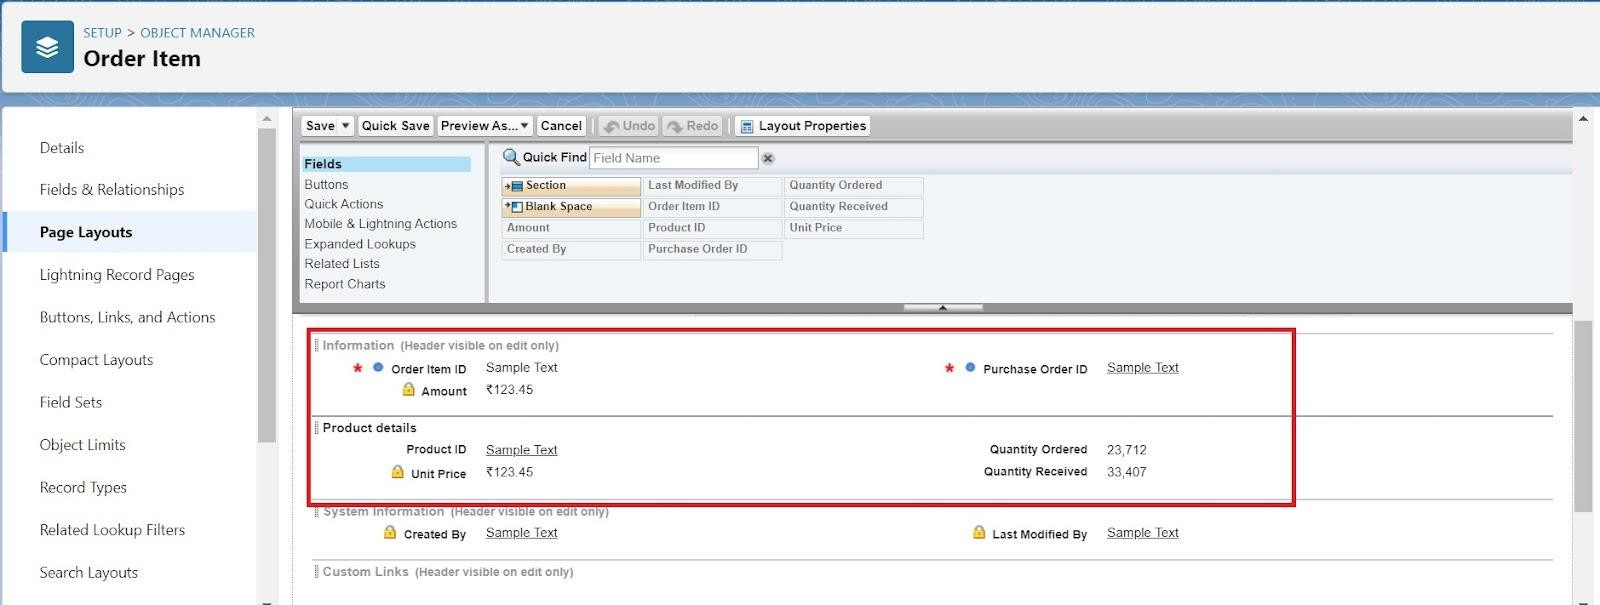 SETUP > OBJECT MANAGER
Order Item
Details
Fields & Relationships
Page Layouts
Lightning Record Pages
Buttons, Links, and Actions
Compact Layouts
Field Sets
Object Limits
Record Types
Related Lookup Filters
Search Layouts
Save Quick Save Preview As... Cancel Undo Redo Layout Properties
Fields
Buttons
Quick Actions
Mobile & Lightning Actions
Expanded Lookups
Related Lists
Report Charts
Quick Find Field Name
Section Last Modified By Quantity Ordered
Blank Space Order Item ID Quantity Received
Amount Product ID Unit Price
Created By Purchase Order ID
Information (Header visible on edit only)
* Order Item ID Sample Text * Purchase Order ID Sample Text
Amount ₹123.45
Product details
Product ID Sample Text Quantity Ordered 23,712
Unit Price ₹123.45 Quantity Received 33,407
System Information (Header visible on edit only)
Created By Sample Text Last Modified By Sample Text
Custom Links (Header visible on edit only)